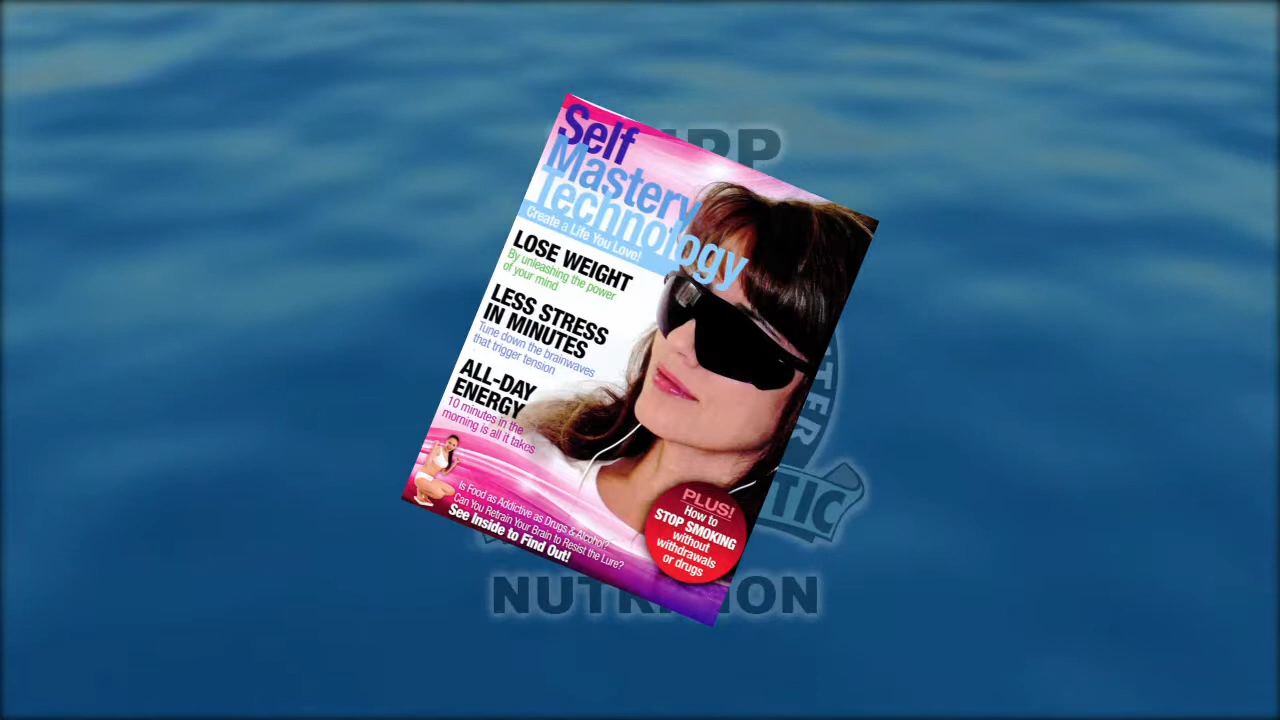 Self
Mastery
Technology
Create a Life You Love!
LOSE WEIGHT
By unleashing the power
of your mind
LESS STRESS
IN MINUTES
Tune down the brainwaves
that trigger tension
ALL-DAY
ENERGY
10 minutes in the
morning is all it takes
Is Food as Addictive as Drugs & Alcohol?
Can You Retrain Your Brain to Resist the Lure?
See Inside to Find Out!
PLUS!
How to
STOP SMOKING
without
withdrawals
or drugs